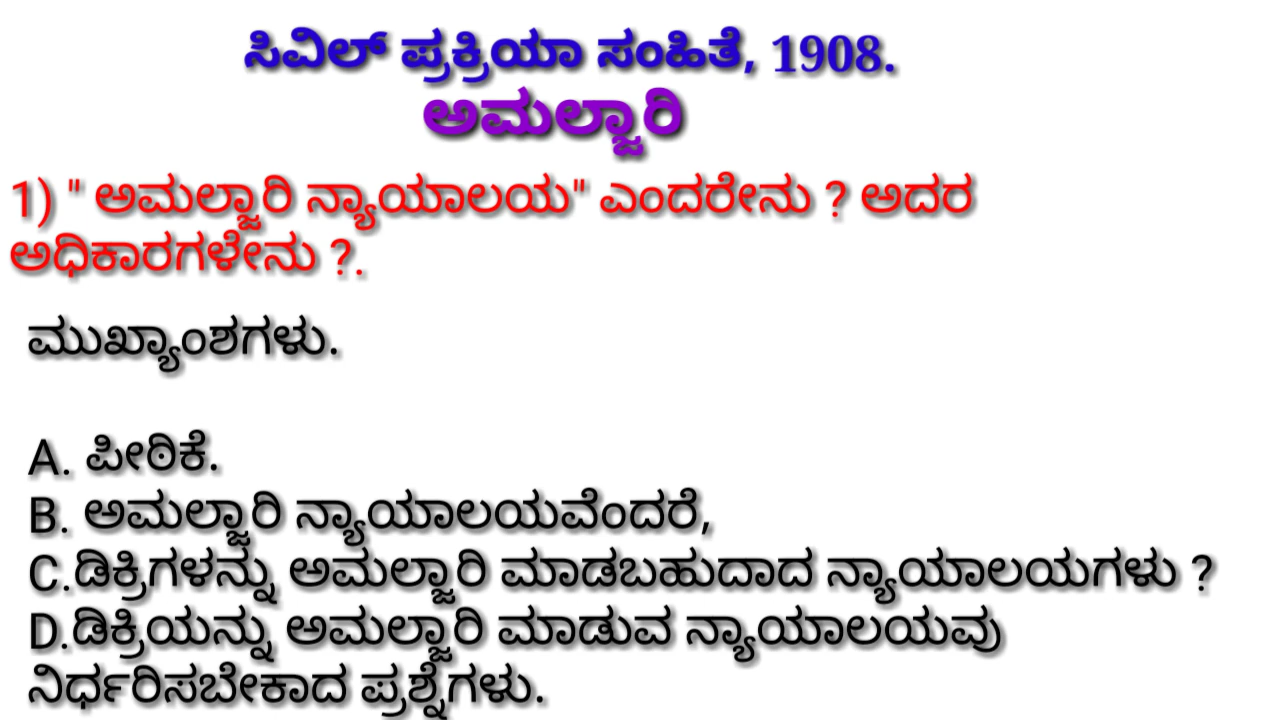 ಸಿವಿಲ್ ಪ್ರಕ್ರಿಯಾ ಸಂಹಿತೆ, 1908.
ಅಮಲ್ಜಾರಿ
1) " ಅಮಲ್ಜಾರಿ ನ್ಯಾಯಾಲಯ" ಎಂದರೇನು ? ಅದರ
ಅಧಿಕಾರಗಳೇನು ?.
ಮುಖ್ಯಾಂಶಗಳು.
A. ಪೀಠಿಕೆ.
B. ಅಮಲ್ಜಾರಿ ನ್ಯಾಯಾಲಯವೆಂದರೆ,
C.ಡಿಕ್ರಿಗಳನ್ನು ಅಮಲ್ಜಾರಿ ಮಾಡಬಹುದಾದ ನ್ಯಾಯಾಲಯಗಳು ?
D.ಡಿಕ್ರಿಯನ್ನು ಅಮಲ್ಜಾರಿ ಮಾಡುವ ನ್ಯಾಯಾಲಯವು
ನಿರ್ಧರಿಸಬೇಕಾದ ಪ್ರಶ್ನೆಗಳು.